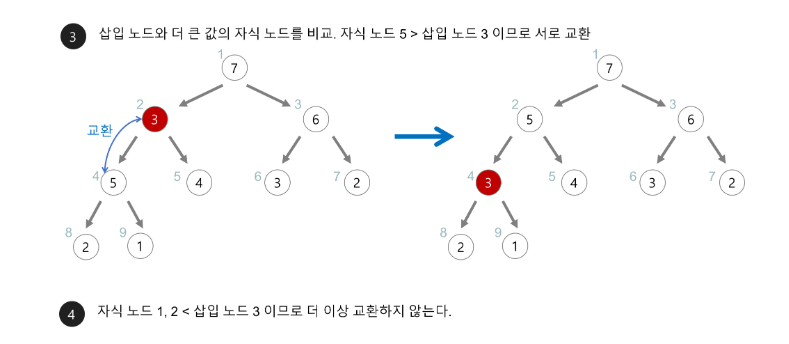 3 삽입 노드와 더 큰 값의 자식 노드를 비교. 자식 노드 5 > 삽입 노드 3 이므로 서로 교환
1 7 1 7
2 3 3 6 2 5 3 6
교환
4 5 5 4 6 3 7 2 4 3 5 4 6 3 7 2
8 2 9 1 8 2 9 1
4 자식 노드 1, 2 < 삽입 노드 3 이므로 더 이상 교환하지 않는다.